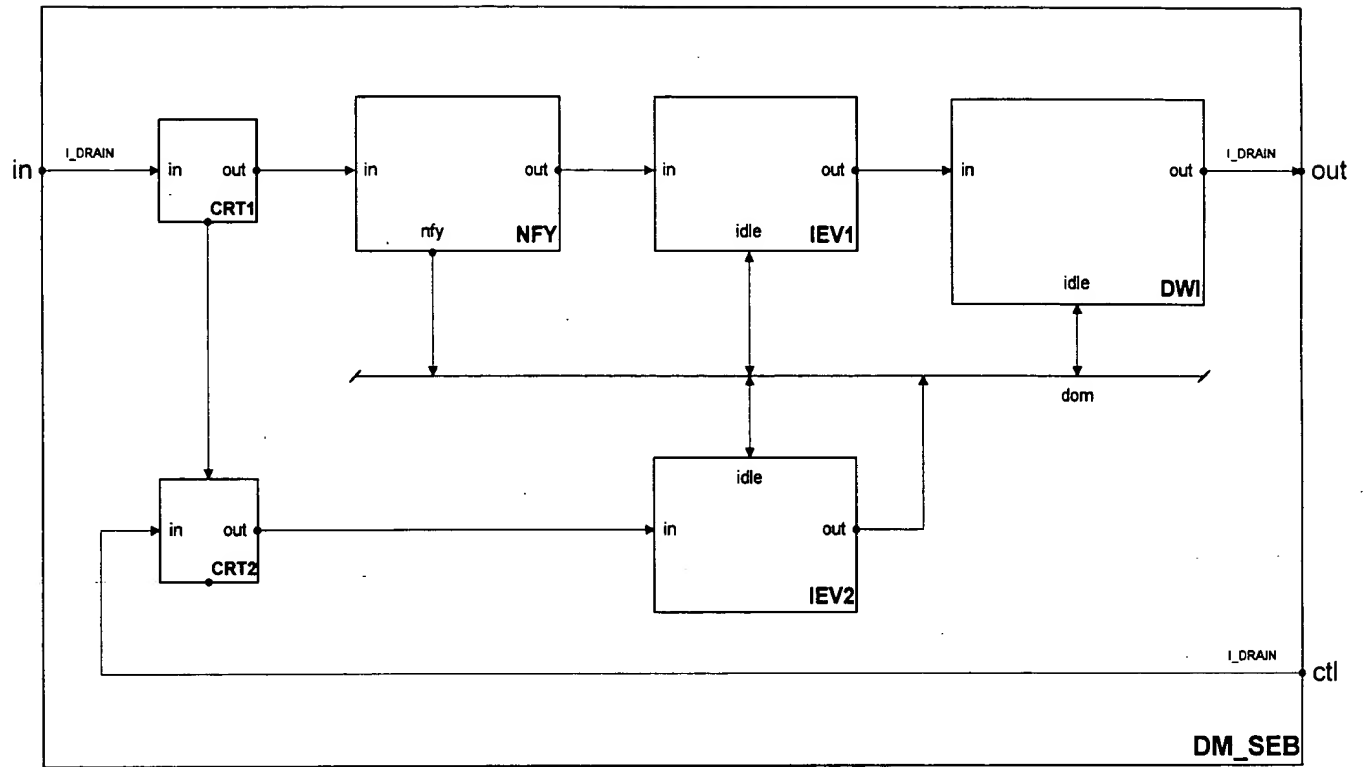 in
I_DRAIN
in
out
CRT1
in
out
nfy
NFY
in
out
idle
IEV1
in
out
idle
DWI
I_DRAIN
out
dom
in
out
CRT2
idle
in
out
IEV2
I_DRAIN
ctl
DM_SEB